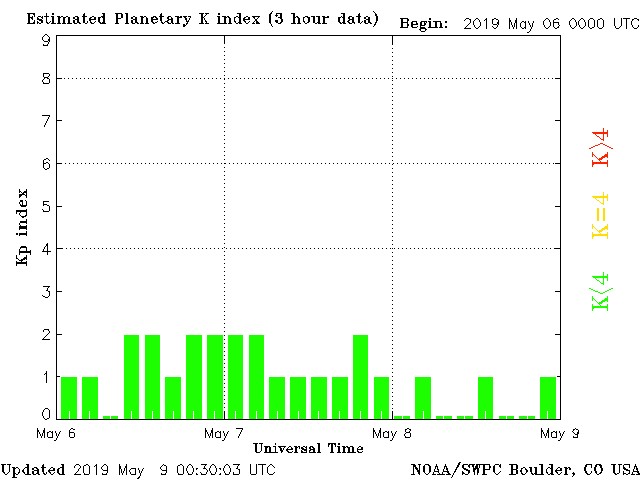 Estimated Planetary K index (3 hour data) Begin: 2019 May 06 0000 UTC
9
8
7
6
5
4
3
2
1
0
Kp index
K>4
K=4
K<4
May 6 May 7 May 8 May 9
Universal Time
Updated 2019 May 9 00:30:03 UTC NOAA/SWPC Boulder, CO USA